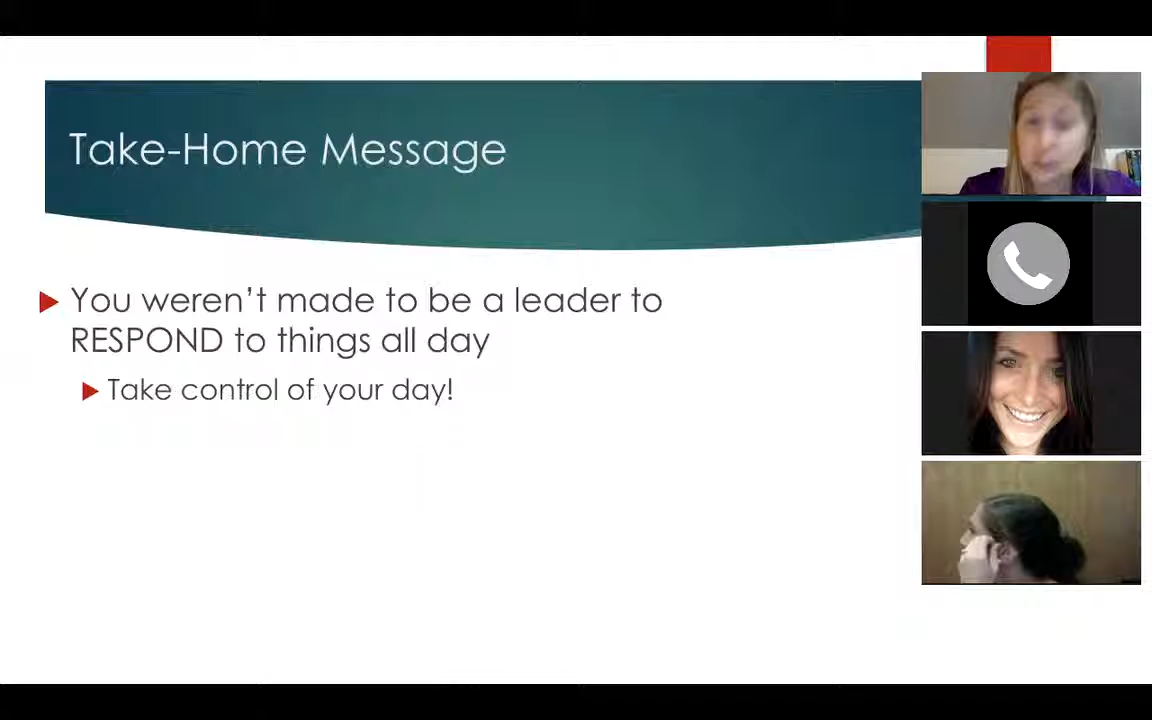 Take-Home Message
You weren’t made to be a leader to
RESPOND to things all day
Take control of your day!